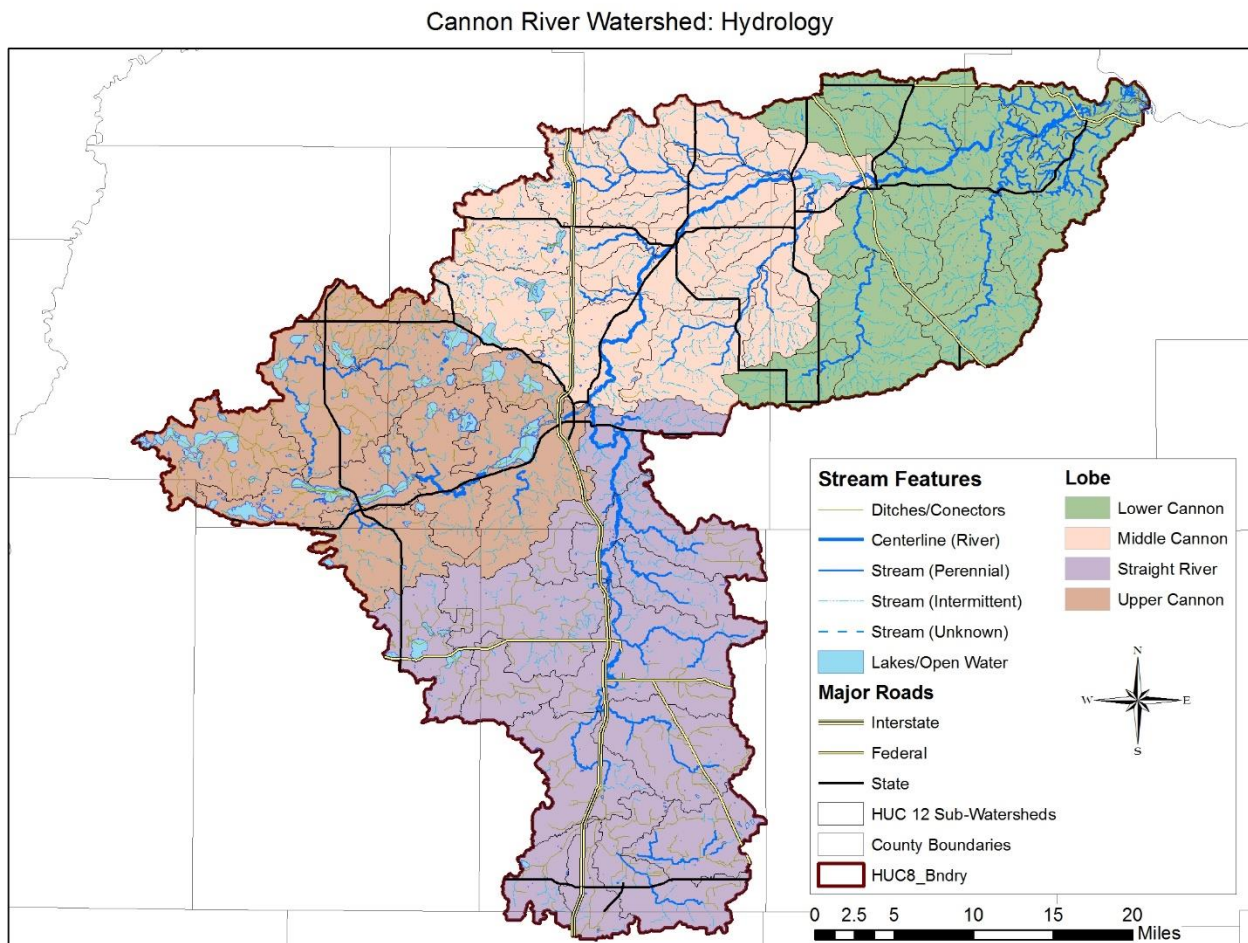 Cannon River Watershed: Hydrology
Stream Features
Ditches/Conectors
Centerline (River)
Stream (Perennial)
Stream (Intermittent)
Stream (Unknown)
Lakes/Open Water
Major Roads
Interstate
Federal
State
HUC 12 Sub-Watersheds
County Boundaries
HUC8_Bndry
Lobe
Lower Cannon
Middle Cannon
Straight River
Upper Cannon
N
W E
S
0 2.5 5 10 15 20
Miles